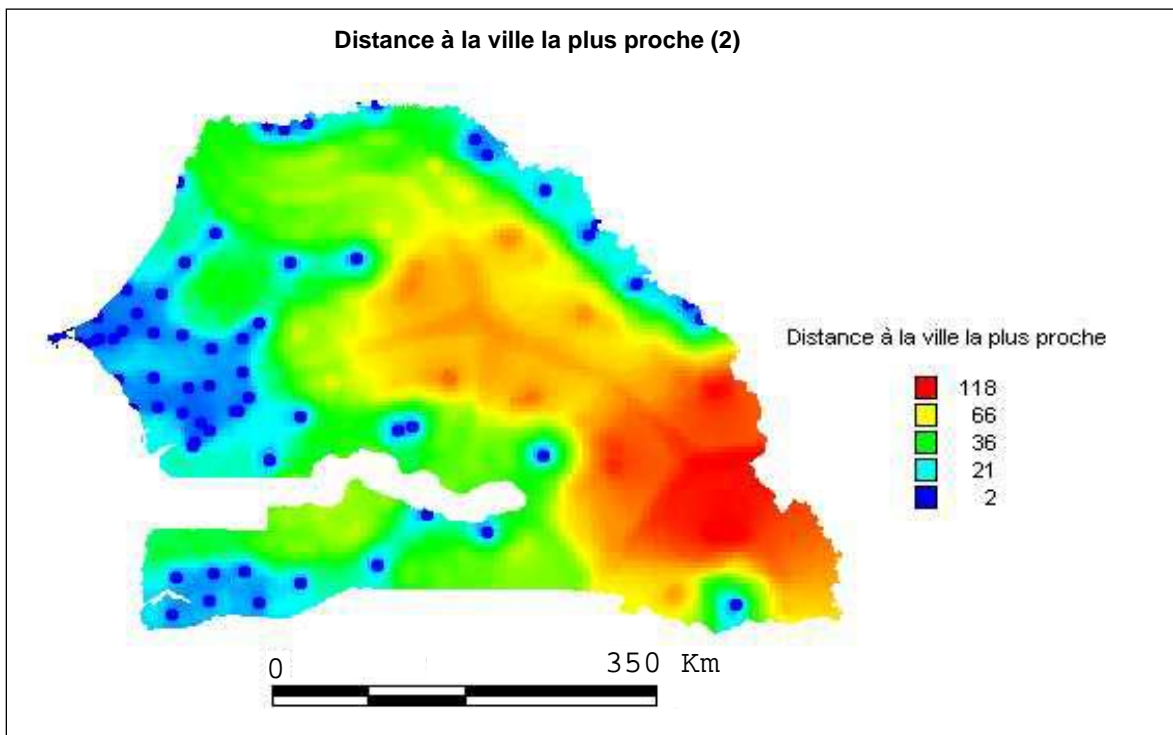 Distance à la ville la plus proche (2)
Distance à la ville la plus proche
118
66
36
21
2
0 350 Km